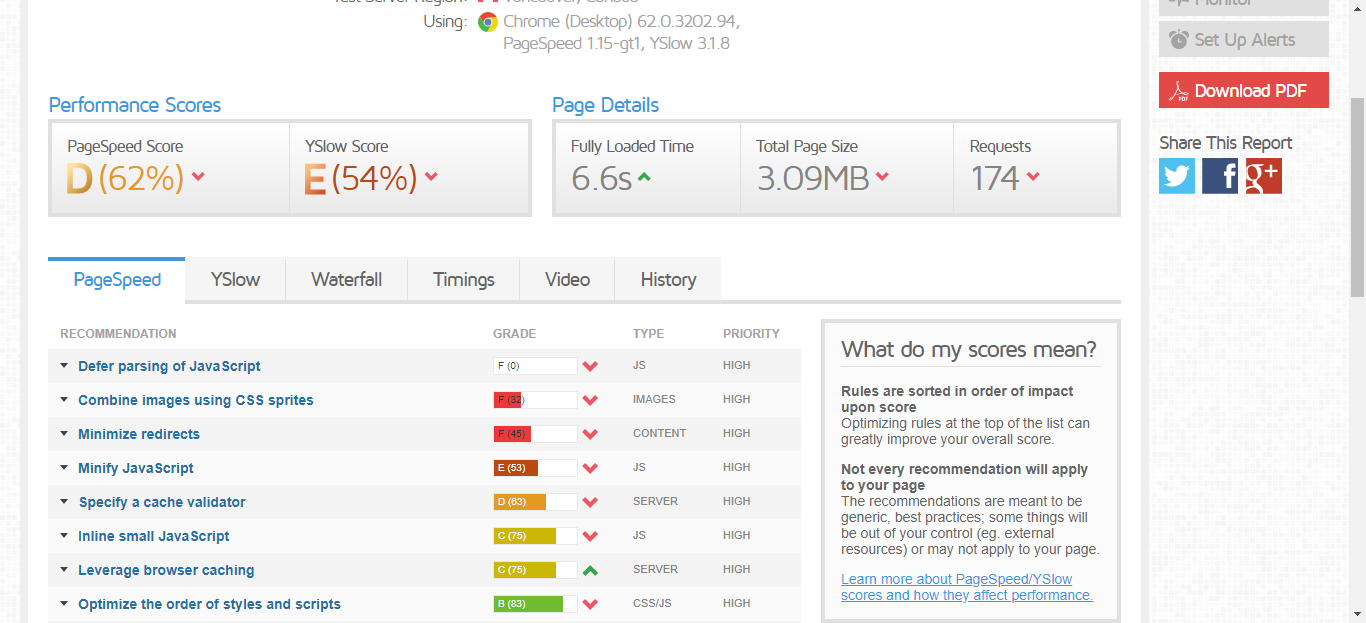 Using: Chrome (Desktop) 62.0.3202.94,
PageSpeed 1.15-gt1, YSlow 3.1.8
Monitor
Set Up Alerts
PDF Download PDF
Share This Report
Performance Scores
PageSpeed Score
D (62%)
YSlow Score
E (54%)
Page Details
Fully Loaded Time
6.6s
Total Page Size
3.09MB
Requests
174
PageSpeed YSlow Waterfall Timings Video History
RECOMMENDATION GRADE TYPE PRIORITY
Defer parsing of JavaScript F (0) JS HIGH
Combine images using CSS sprites F (32) IMAGES HIGH
Minimize redirects F (45) CONTENT HIGH
Minify JavaScript E (53) JS HIGH
Specify a cache validator D (63) SERVER HIGH
Inline small JavaScript C (75) JS HIGH
Leverage browser caching C (75) SERVER HIGH
Optimize the order of styles and scripts B (83) CSS/JS HIGH
What do my scores mean?
Rules are sorted in order of impact
upon score
Optimizing rules at the top of the list can
greatly improve your overall score.
Not every recommendation will apply
to your page
The recommendations are meant to be
generic, best practices; some things will
be out of your control (eg. external
resources) or may not apply to your page.
Learn more about PageSpeed/YSlow
scores and how they affect performance.